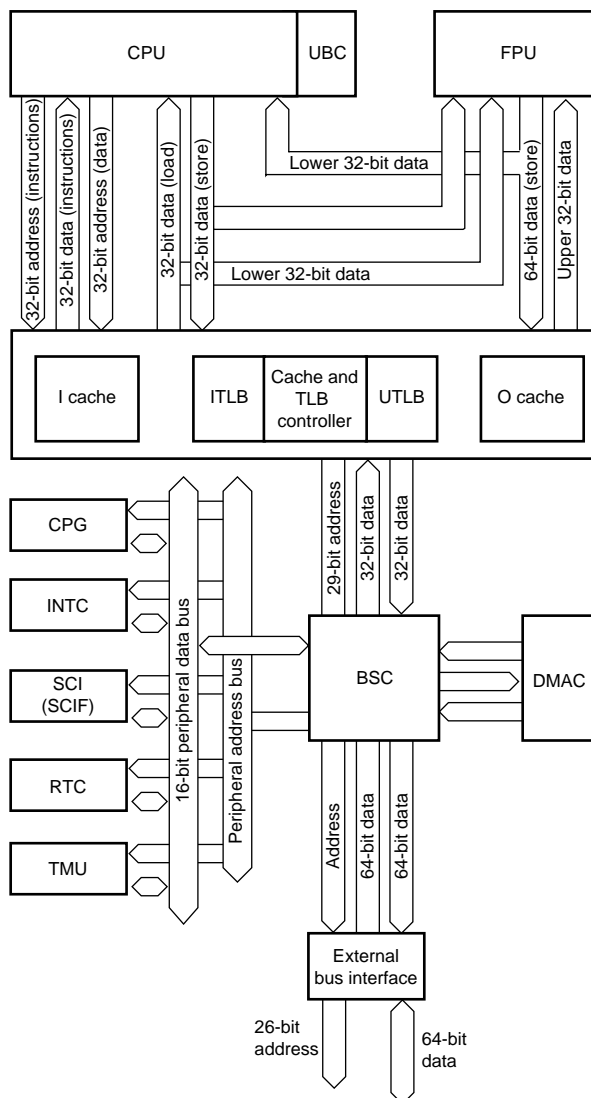 CPU
UBC
FPU
32-bit address (instructions)
32-bit data (instructions)
32-bit address (data)
32-bit data (load)
32-bit data (store)
Lower 32-bit data
Lower 32-bit data
64-bit data (store)
Upper 32-bit data
I cache
ITLB
Cache and
TLB
controller
UTLB
O cache
CPG
INTC
SCI
(SCIF)
RTC
TMU
16-bit peripheral data bus
Peripheral address bus
29-bit address
32-bit data
32-bit data
BSC
DMAC
Address
64-bit data
64-bit data
External
bus interface
26-bit
address
64-bit
data